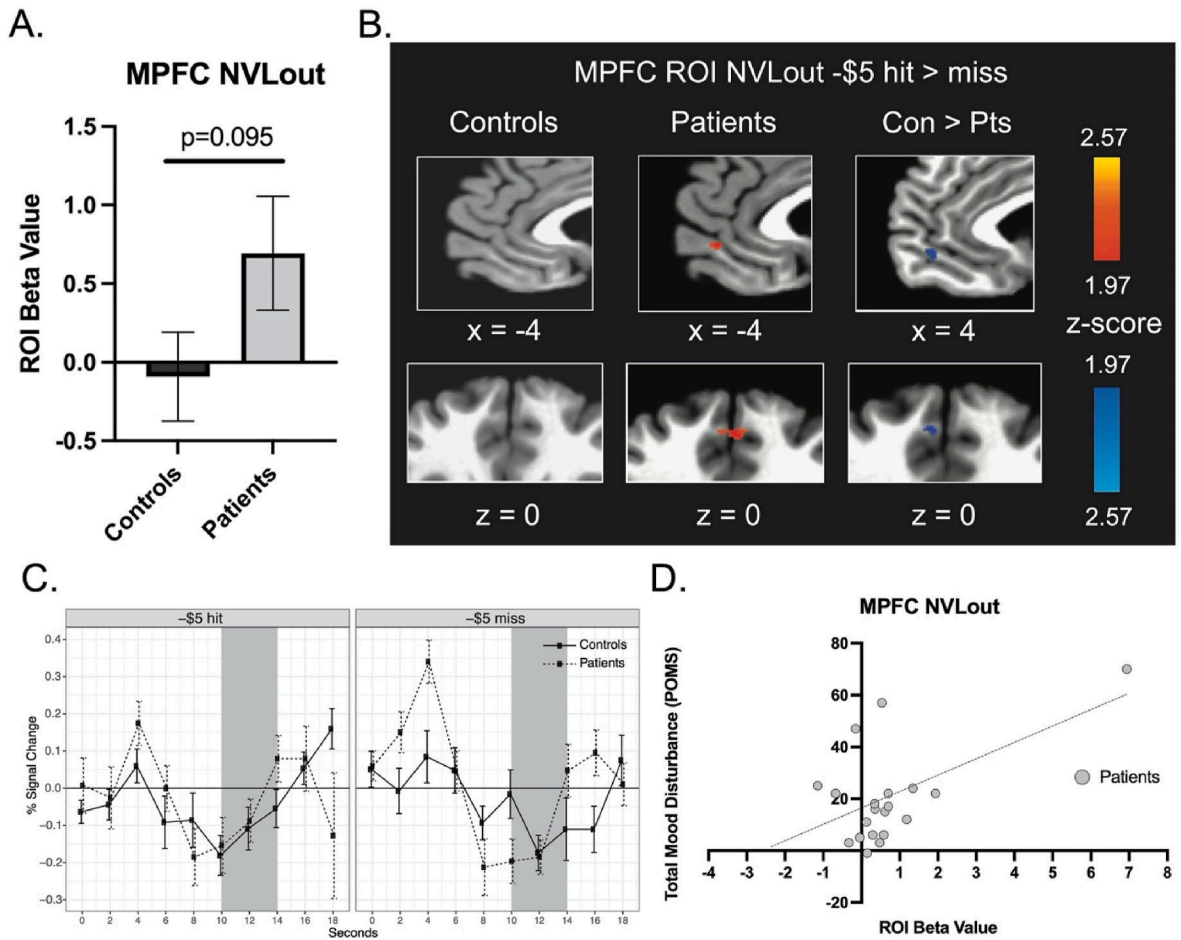 A.
MPFC NVLout
p=0.095
1.5
1.0
0.5
0.0
-0.5
ROI Beta Value
Controls
Patients
B.
MPFC ROI NVLout -$5 hit > miss
Controls Patients Con > Pts
x = -4 x = -4 x = 4
z = 0 z = 0 z = 0
2.57
1.97
z-score
1.97
2.57
C.
–$5 hit –$5 miss
Controls
Patients
0.4
0.3
0.2
0.1
0.0
-0.1
-0.2
-0.3
% Signal Change
0 2 4 6 8 10 12 14 16 18 0 2 4 6 8 10 12 14 16 18
Seconds
D.
MPFC NVLout
Total Mood Disturbance (POMS)
80
60
40
20
-20
Patients
-4 -3 -2 -1 0 1 2 3 4 5 6 7 8
ROI Beta Value